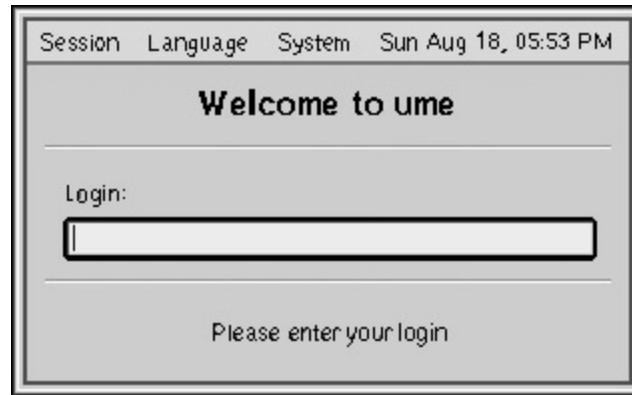 Session Language System Sun Aug 18, 05:53 PM
Welcome to ume
Login:
Please enter your login